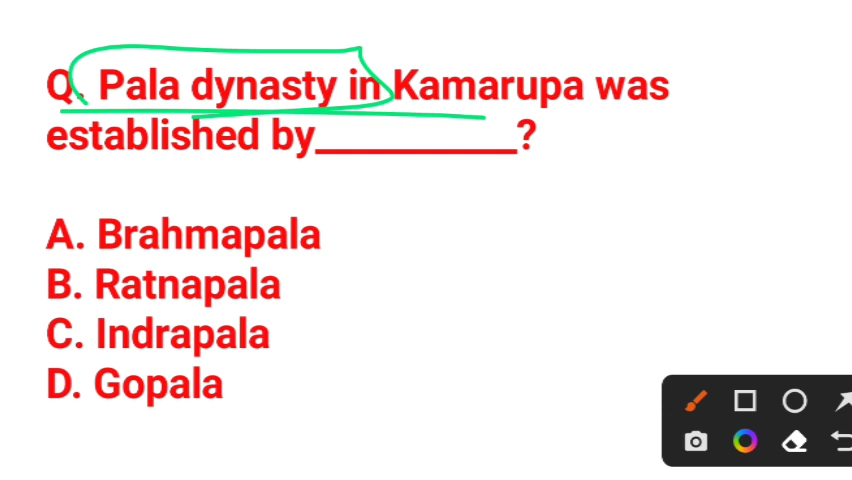 Q. Pala dynasty in Kamarupa was
established by__________?
A. Brahmapala
B. Ratnapala
C. Indrapala
D. Gopala